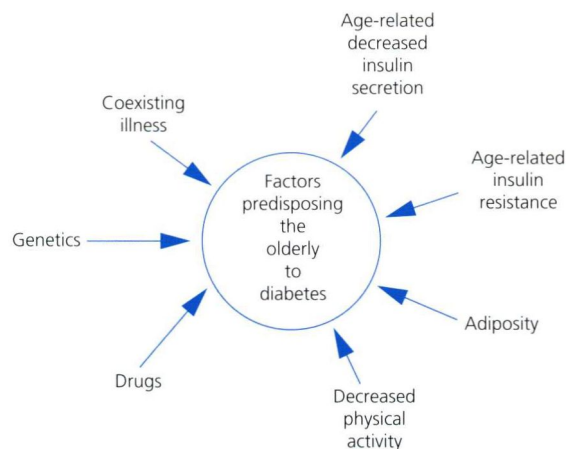 Age-related
decreased
insulin
secretion
Coexisting
illness
Age-related
insulin
resistance
Factors
predisposing
the
olderly
to
diabetes
Genetics
Adiposity
Drugs
Decreased
physical
activity